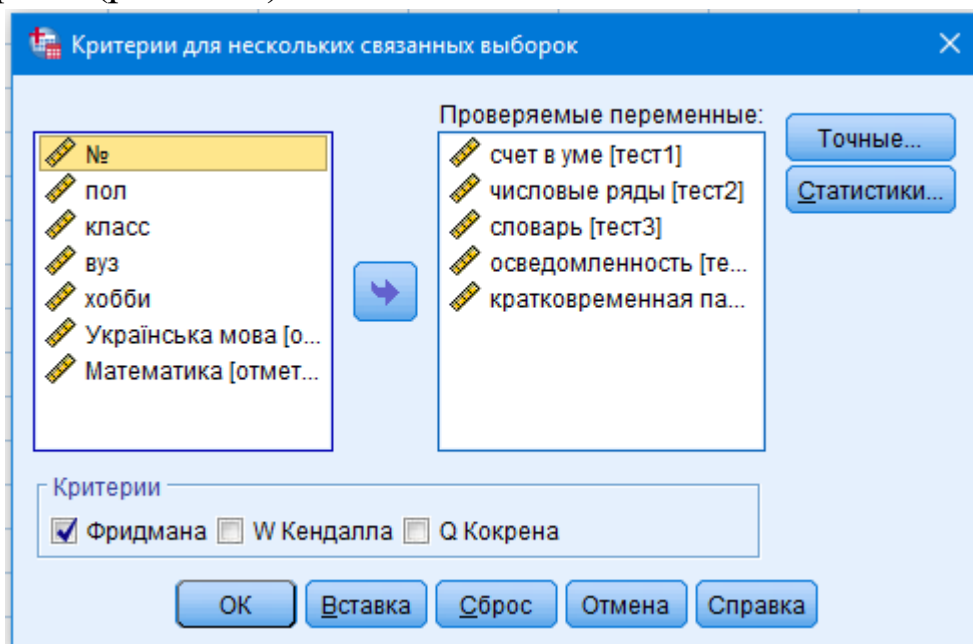 Критерии для нескольких связанных выборок
Проверяемые переменные:
№
пол
класс
вуз
хобби
Українська мова [о...
Математика [отмет...
счет в уме [тест1]
числовые ряды [тест2]
словарь [тест3]
осведомленность [те...
кратковременная па...
Точные...
Статистики...
Критерии
Фридмана W Кендалла Q Кокрена
ОК Вставка Сброс Отмена Справка